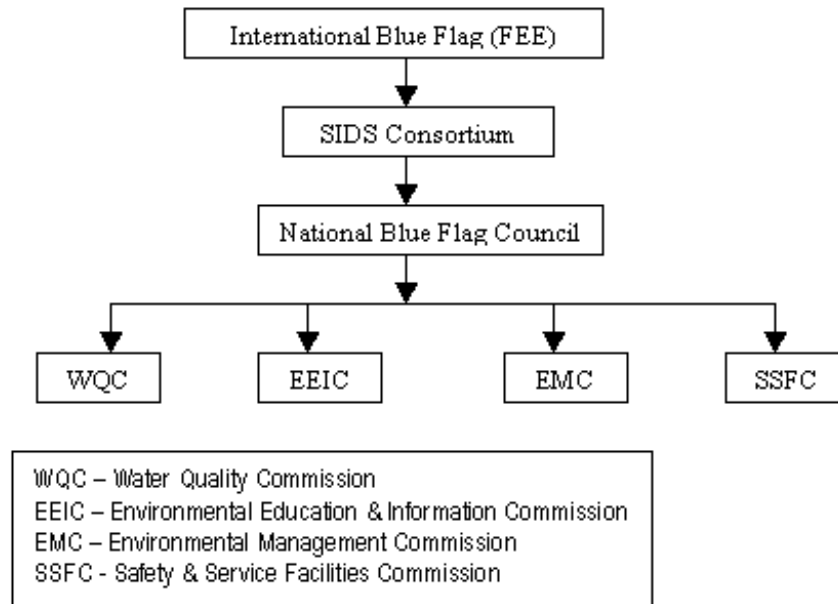 International Blue Flag (FEE)
SIDS Consortium
National Blue Flag Council
WQC
EEIC
EMC
SSFC
WQC – Water Quality Commission
EEIC – Environmental Education & Information Commission
EMC – Environmental Management Commission
SSFC - Safety & Service Facilities Commission